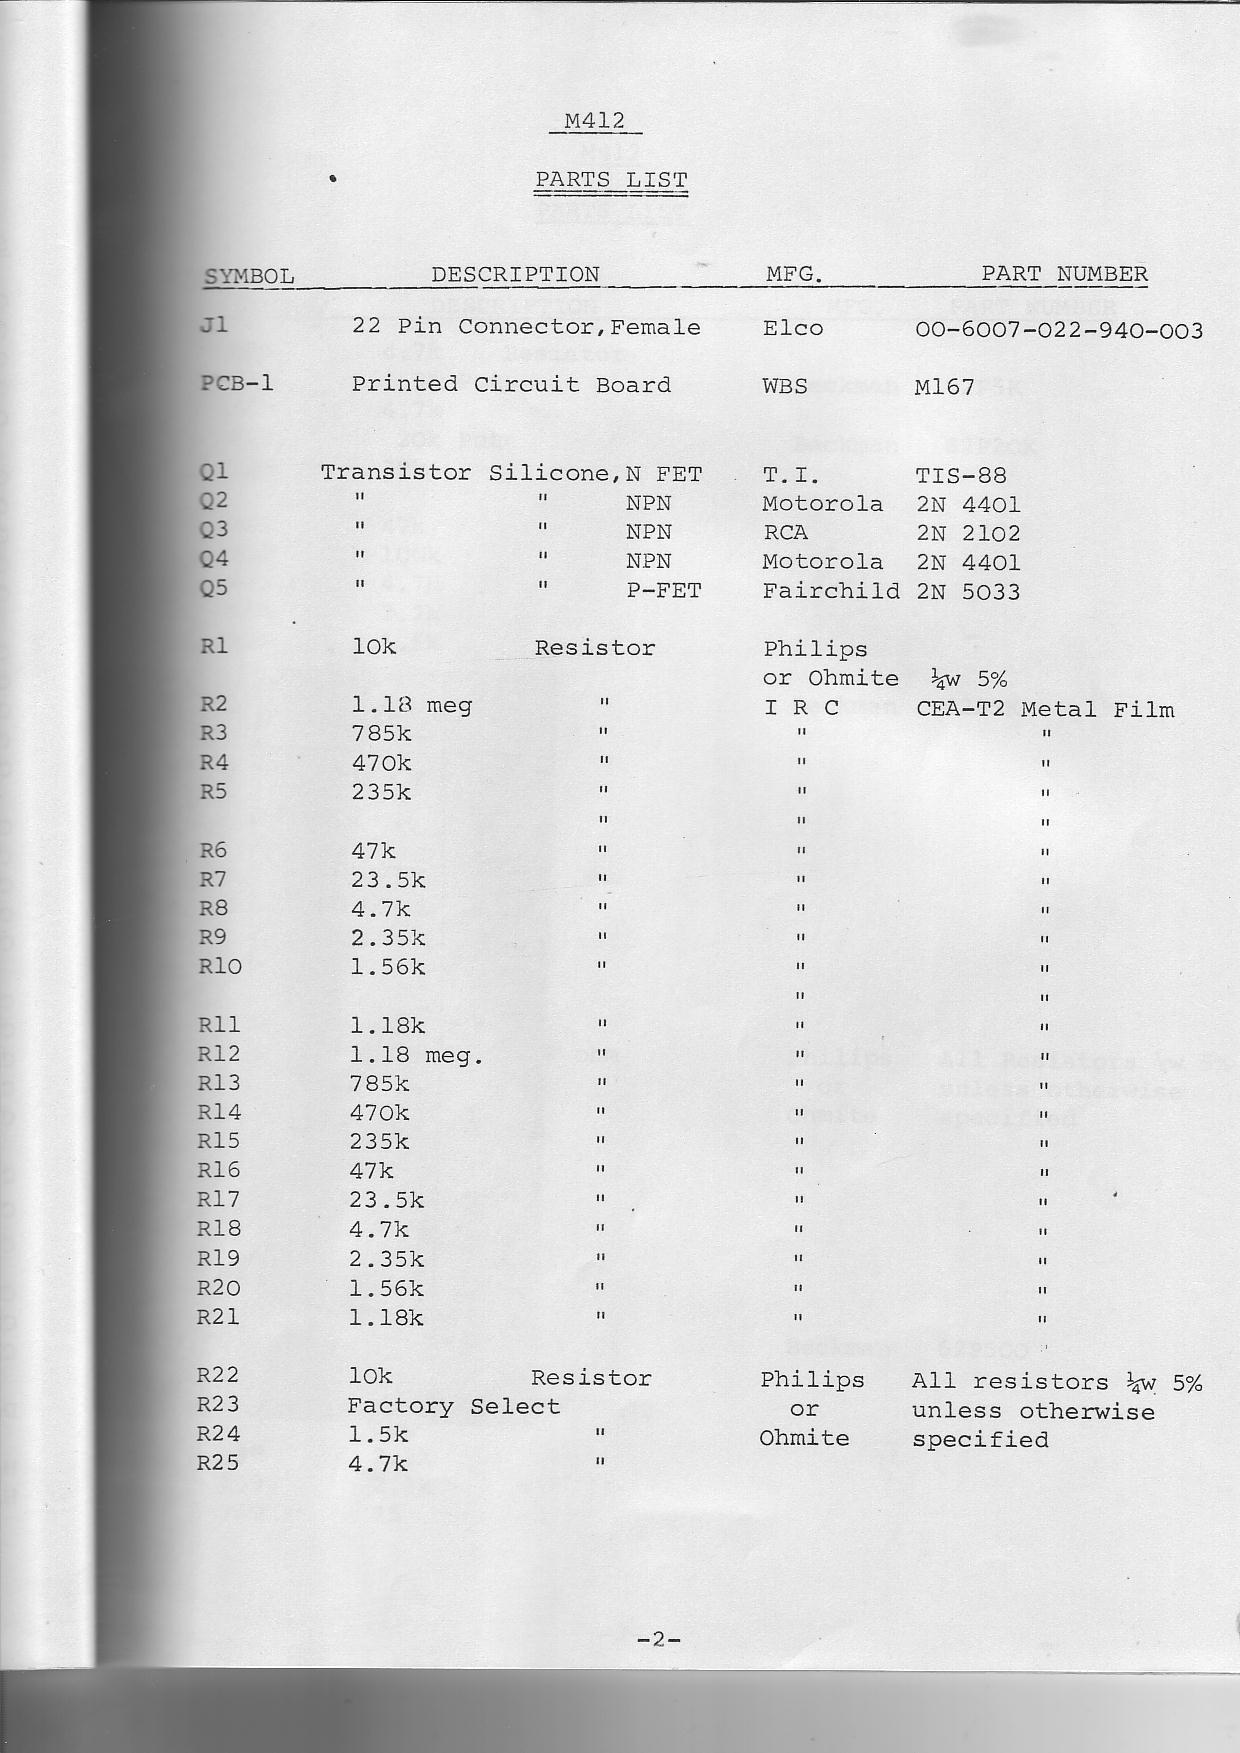 M412
PARTS LIST
SYMBOL DESCRIPTION MFG. PART NUMBER
J1 22 Pin Connector, Female Elco 00-6007-022-940-003
PCB-1 Printed Circuit Board WBS M167
Q1 Transistor Silicone, N FET T.I. TIS-88
Q2 " " NPN Motorola 2N 4401
Q3 " " NPN RCA 2N 2102
Q4 " " NPN Motorola 2N 4401
Q5 " " P-FET Fairchild 2N 5033
R1 10k Resistor Philips
or Ohmite ¼w 5%
R2 1.18 meg " I R C CEA-T2 Metal Film
R3 785k " " "
R4 470k " " "
R5 235k " " "
" " "
R6 47k " " "
R7 23.5k " " "
R8 4.7k " " "
R9 2.35k " " "
R10 1.56k " " "
" "
R11 1.18k " " "
R12 1.18 meg. " " "
R13 785k " " "
R14 470k " " "
R15 235k " " "
R16 47k " " "
R17 23.5k " " "
R18 4.7k " " "
R19 2.35k " " "
R20 1.56k " " "
R21 1.18k " " "
R22 10k Resistor Philips All resistors ¼w 5%
R23 Factory Select or unless otherwise
R24 1.5k " Ohmite specified
R25 4.7k "
-2-